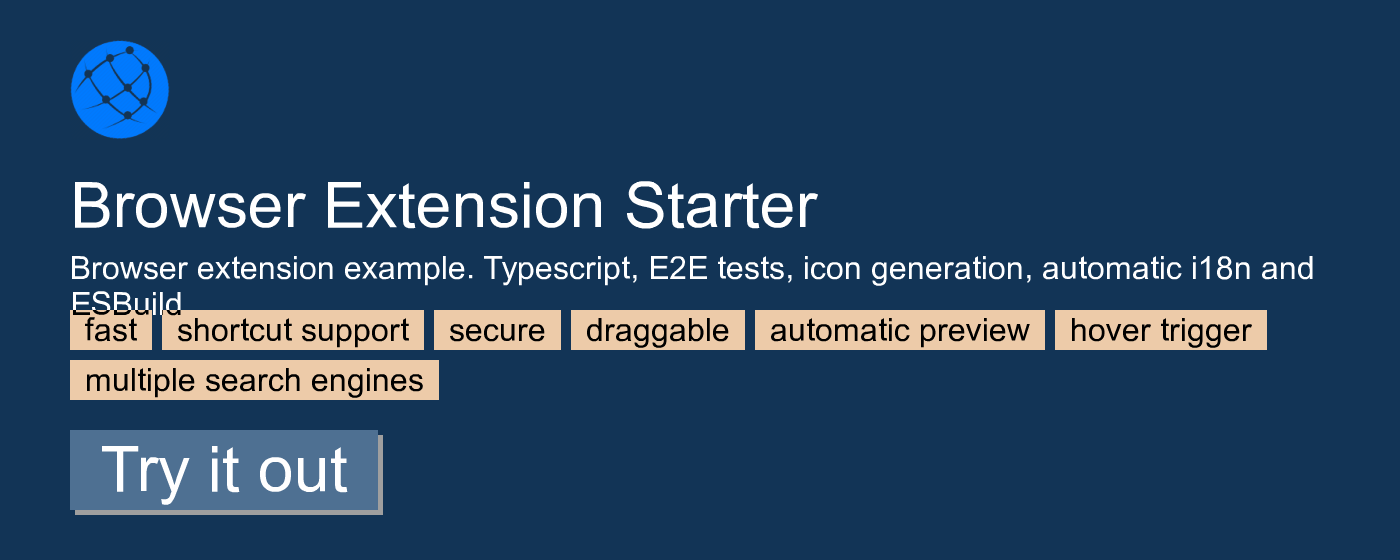 Browser Extension Starter
Browser extension example. Typescript, E2E tests, icon generation, automatic i18n and
ESBuild
fast shortcut support secure draggable automatic preview hover trigger
multiple search engines
Try it out